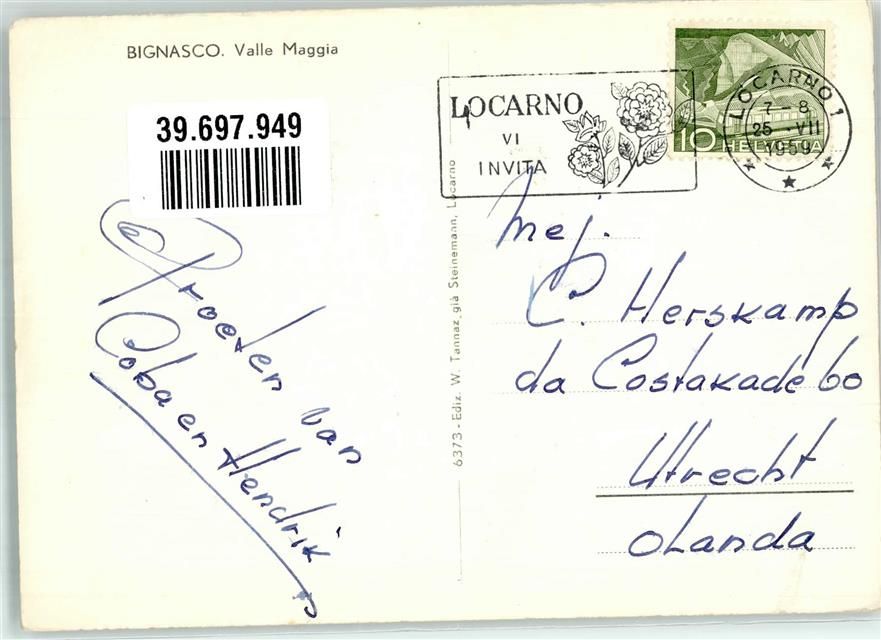 BIGNASCO. Valle Maggia
39.697.949
Groeten van
Coba en Hendrik
6373 - Ediz. W. Tannaz già Steinemann, Locarno
LOCARNO
VI
INVITA
LOCARNO 1
7-8
25 -VII
1959
10 HELVETIA
Mej.
C. Herskamp
da Costakade 60
Utrecht
Olanda